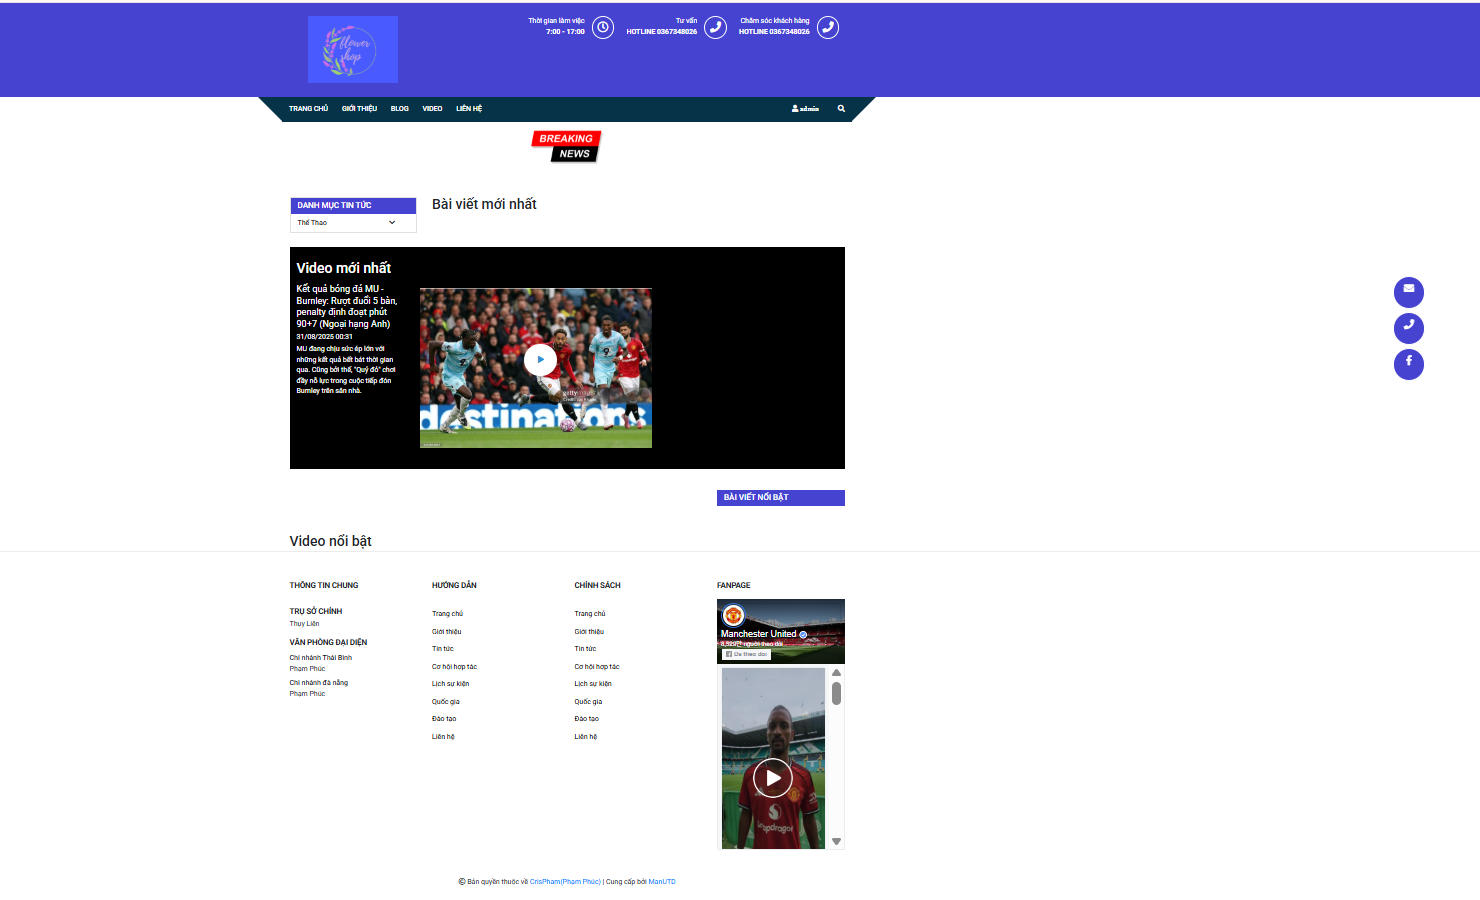 flower
shop
Thời gian làm việc
7:00 - 17:00
Tư vấn
HOTLINE 0367348026
Chăm sóc khách hàng
HOTLINE 0367348026
TRANG CHỦ GIỚI THIỆU BLOG VIDEO LIÊN HỆ
admin
BREAKING
NEWS
DANH MỤC TIN TỨC
Thể Thao
Bài viết mới nhất
Video mới nhất
Kết quả bóng đá MU -
Burnley: Rượt đuổi 5 bàn,
penalty định đoạt phút
90+7 (Ngoại hạng Anh)
31/08/2025 00:31
MU đang chịu sức ép lớn với
những kết quả bết bát thời gian
qua. Cũng bởi thế, "Quỷ đỏ" chơi
đầy nỗ lực trong cuộc tiếp đón
Burnley trên sân nhà.
gettyimages
destinations
BÀI VIẾT NỔI BẬT
Video nổi bật
THÔNG TIN CHUNG
TRỤ SỞ CHÍNH
Thụy Liên
VĂN PHÒNG ĐẠI DIỆN
Chi nhánh Thái Bình
Phạm Phúc
Chi nhánh đà nẵng
Phạm Phúc
HƯỚNG DẪN
Trang chủ
Giới thiệu
Tin tức
Cơ hội hợp tác
Lịch sự kiện
Quốc gia
Đào tạo
Liên hệ
CHÍNH SÁCH
Trang chủ
Giới thiệu
Tin tức
Cơ hội hợp tác
Lịch sự kiện
Quốc gia
Đào tạo
Liên hệ
FANPAGE
Manchester United
người theo dõi
Đã theo dõi
Snapdragon
© Bản quyền thuộc về CrisPham(Phạm Phúc) | Cung cấp bởi ManUTD